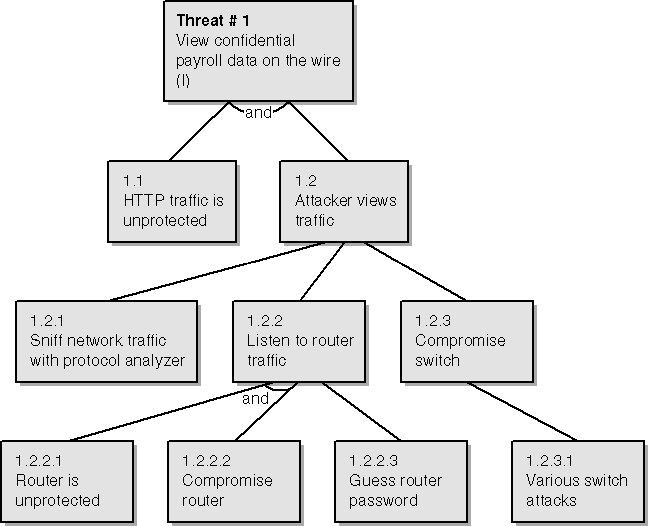 Threat # 1
View confidential
payroll data on the wire
(I)
and
1.1
HTTP traffic is
unprotected
1.2
Attacker views
traffic
1.2.1
Sniff network traffic
with protocol analyzer
1.2.2
Listen to router
traffic
1.2.3
Compromise
switch
and
1.2.2.1
Router is
unprotected
1.2.2.2
Compromise
router
1.2.2.3
Guess router
password
1.2.3.1
Various switch
attacks